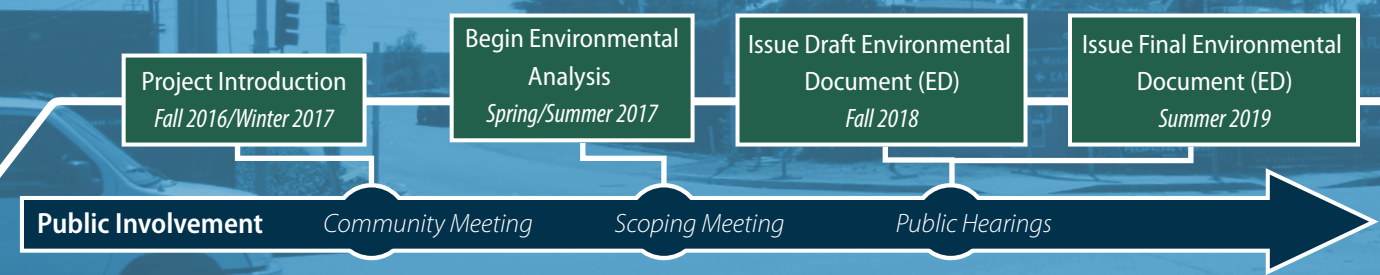 Project Introduction
Fall 2016/Winter 2017
Begin Environmental
Analysis
Spring/Summer 2017
Issue Draft Environmental
Document (ED)
Fall 2018
Issue Final Environmental
Document (ED)
Summer 2019
Public Involvement
Community Meeting
Scoping Meeting
Public Hearings